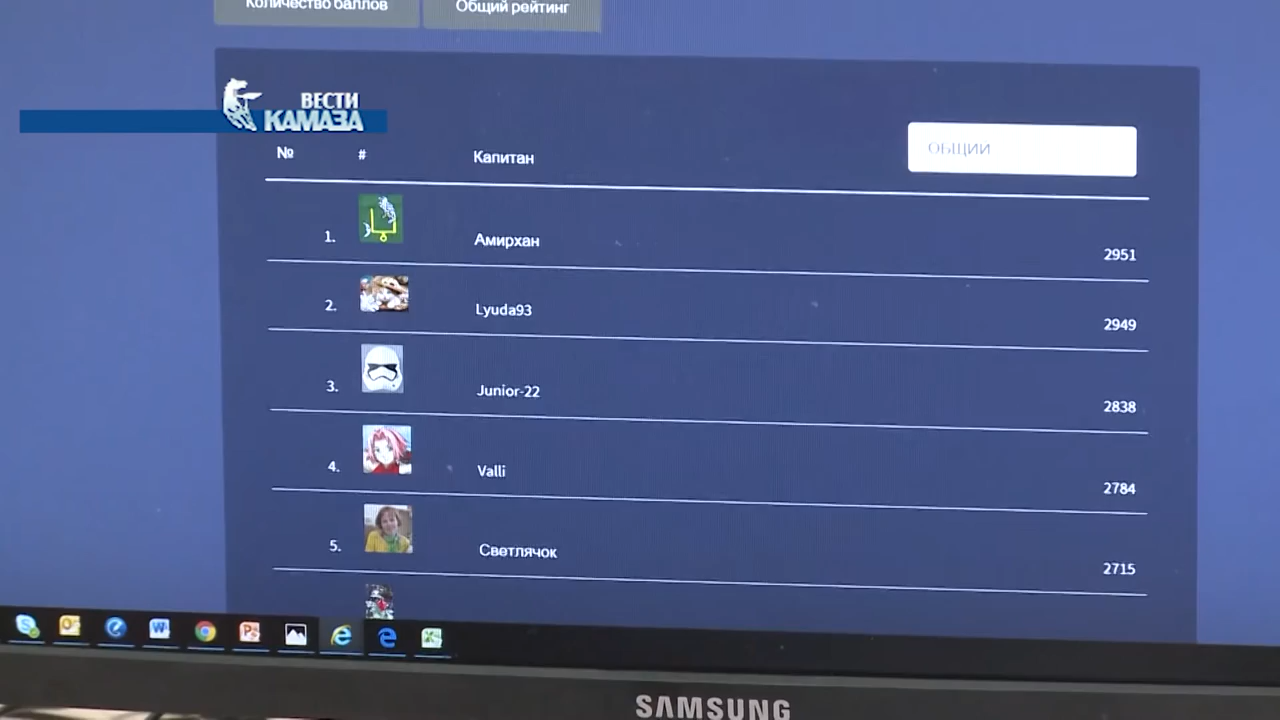 Количество баллов
Общий рейтинг
ВЕСТИ
КАМАЗА
№ # Капитан ОБЩИЙ
1. Амирхан 2951
2. Lyuda93 2949
3. Junior-22 2838
4. Valli 2784
5. Светлячок 2715
SAMSUNG